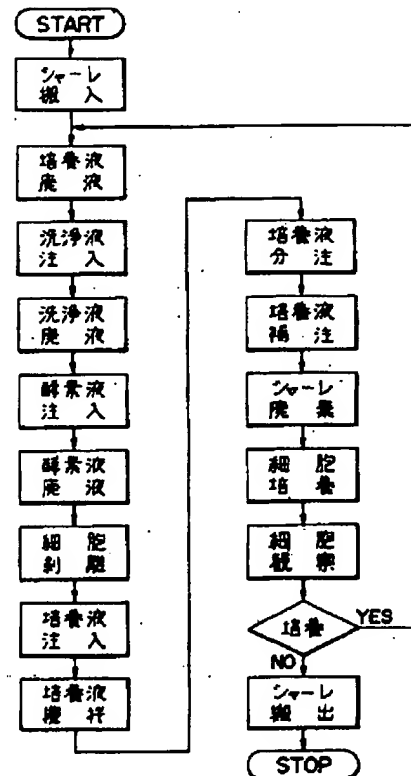 START
シャーレ
搬 入
培養液
廃 液
洗浄液
注 入
洗浄液
廃 液
酵素液
注 入
酵素液
廃 液
細 胞
剥 離
培養液
注 入
培養液
撹 拌
培養液
分 注
培養液
補 注
シャーレ
廃 棄
細 胞
培 養
細 胞
観 察
培養
YES
NO
シャーレ
搬 出
STOP